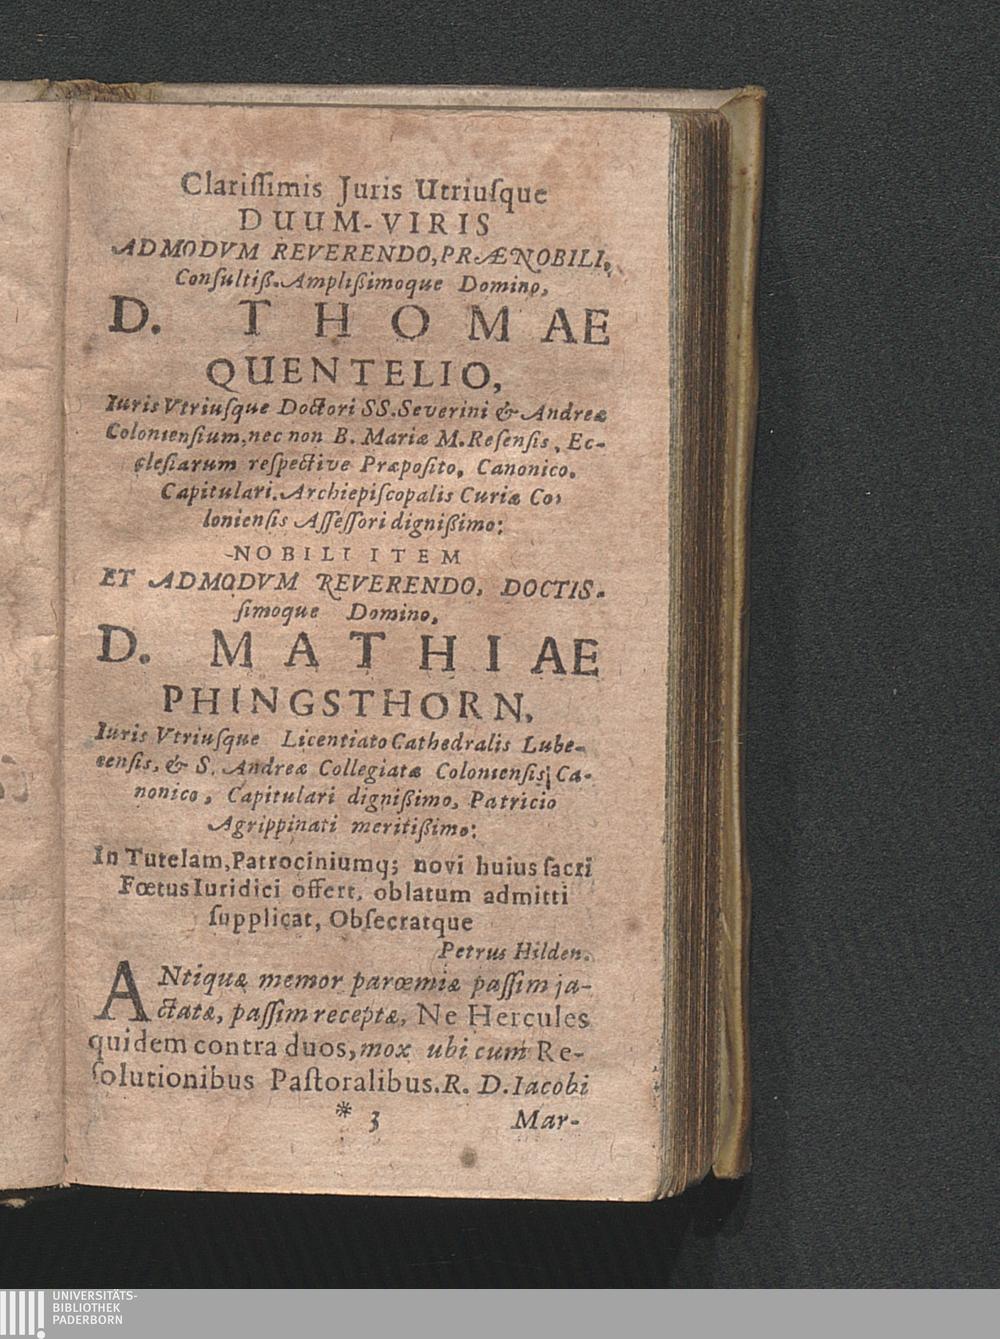 Clariſſimis Juris Utriuſque
DUUM-VIRIS
ADMODVM REVERENDO, PRÆNOBILI,
Conſultiß. Amplißimoque Domino,
D. THOMAE
QUENTELIO,
Iuris Vtriuſque Doctori SS. Severini & Andreæ
Colonienſium, nec non B. Mariæ M. Reſenſis, Ec-
cleſiarum reſpective Præpoſito, Canonico.
Capitulari. Archiepiſcopalis Curiæ Co-
lonienſis Aſſeſſori dignißimo:
NOBILI ITEM
ET ADMODVM REVERENDO, DOCTIS-
ſimoque Domino,
D. MATHIAE
PHINGSTHORN,
Iuris Vtriuſque Licentiato Cathedralis Lube-
cenſis, & S. Andreæ Collegiatæ Colonienſis, Ca-
nonico, Capitulari dignißimo, Patricio
Agrippinati meritißimo:
In Tutelam, Patrociniumq; novi huius ſacri
Fœtus Iuridici offert, oblatum admitti
ſupplicat, Obſecratque
Petrus Hilden.
ANtiquæ memor parœmiæ paſſim ja-
ctatæ, paſſim receptæ, Ne Hercules
quidem contra duos, mox ubi cum Re-
ſolutionibus Paſtoralibus. R. D. Iacobi
* 3 Mar-
UNIVERSITÄTS-
BIBLIOTHEK
PADERBORN